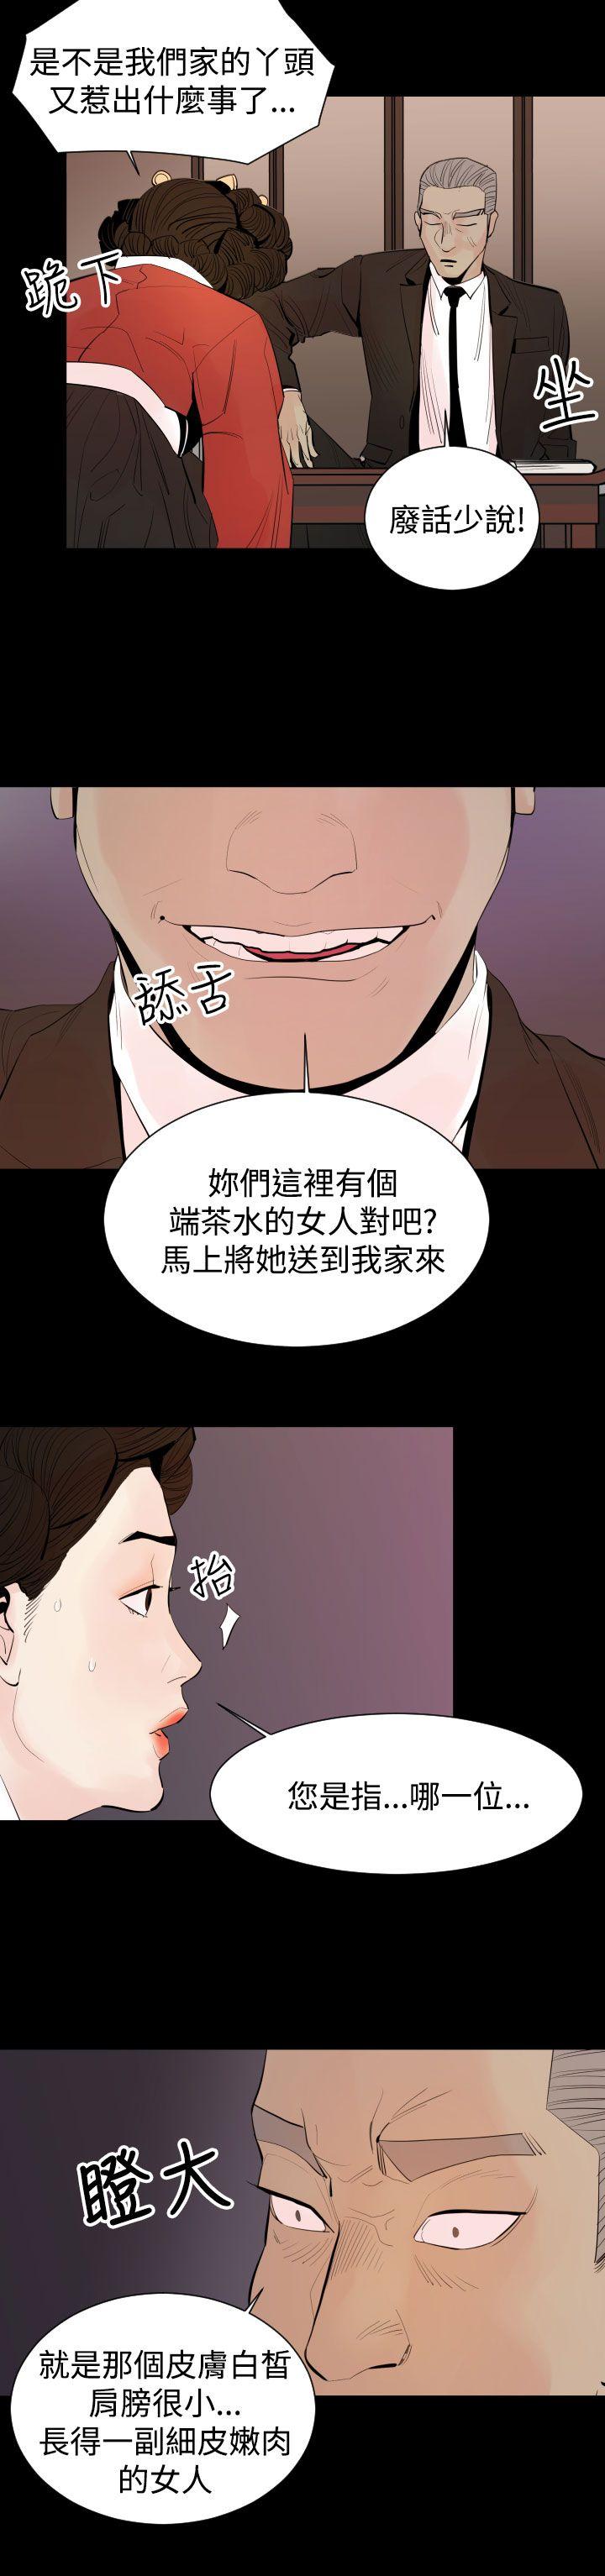 是不是我們家的丫頭
又惹出什麼事了...
跪下
坐
廢話少說!
舔舌
妳們這裡有個
端茶水的女人對吧?
馬上將她送到我家來
抬
您是指...哪一位...
瞪大
就是那個皮膚白皙
肩膀很小...
長得一副細皮嫩肉
的女人